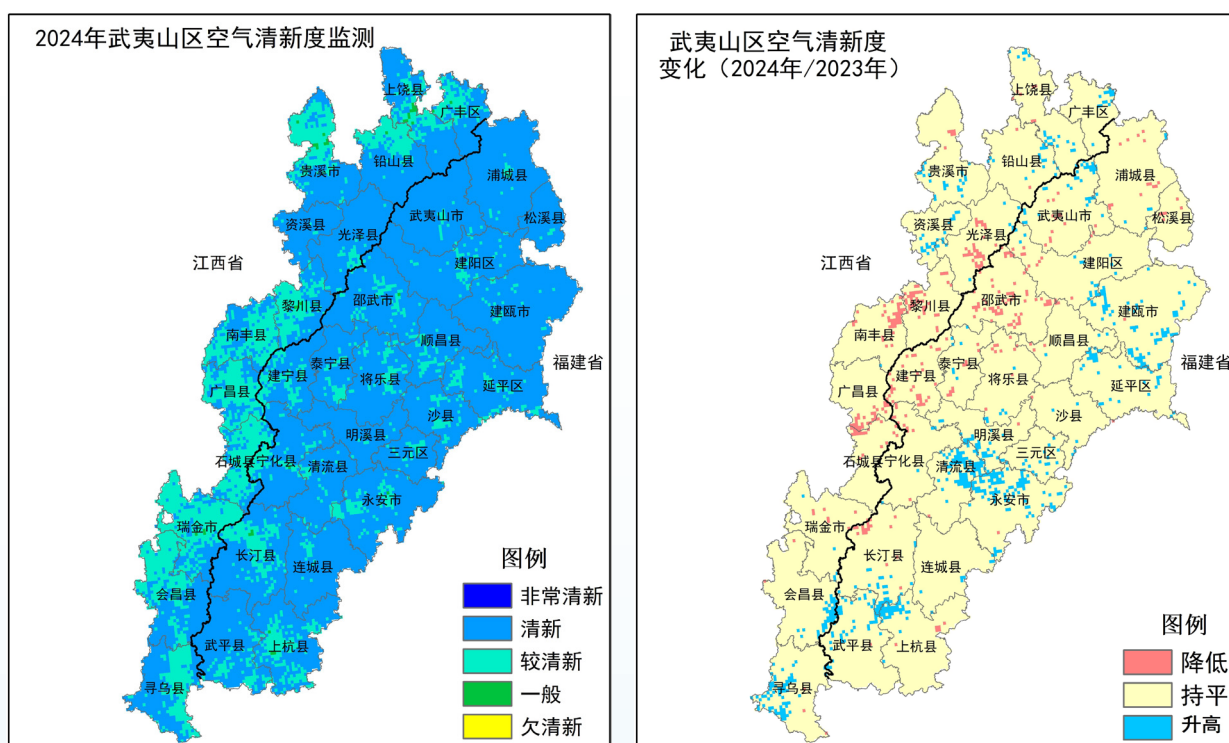 2024年武夷山区空气清新度监测
上饶县
广丰区
铅山县
贵溪市
浦城县
资溪县
武夷山市
松溪县
光泽县
江西省
建阳区
黎川县
邵武市
建瓯市
南丰县
顺昌县
泰宁县
福建省
建宁县
将乐县
广昌县
延平区
沙县
明溪县
三元区
石城县
宁化县
清流县
永安市
瑞金市
长汀县
连城县
会昌县
武平县
上杭县
寻乌县
图例
非常清新
清新
较清新
一般
欠清新
武夷山区空气清新度
变化（2024年/2023年）
上饶县
广丰区
铅山县
贵溪市
浦城县
资溪县
武夷山市
松溪县
光泽县
江西省
建阳区
黎川县
邵武市
建瓯市
南丰县
顺昌县
泰宁县
福建省
建宁县
将乐县
广昌县
延平区
沙县
明溪县
三元区
石城县
宁化县
清流县
永安市
瑞金市
长汀县
连城县
会昌县
武平县
上杭县
寻乌县
图例
降低
持平
升高